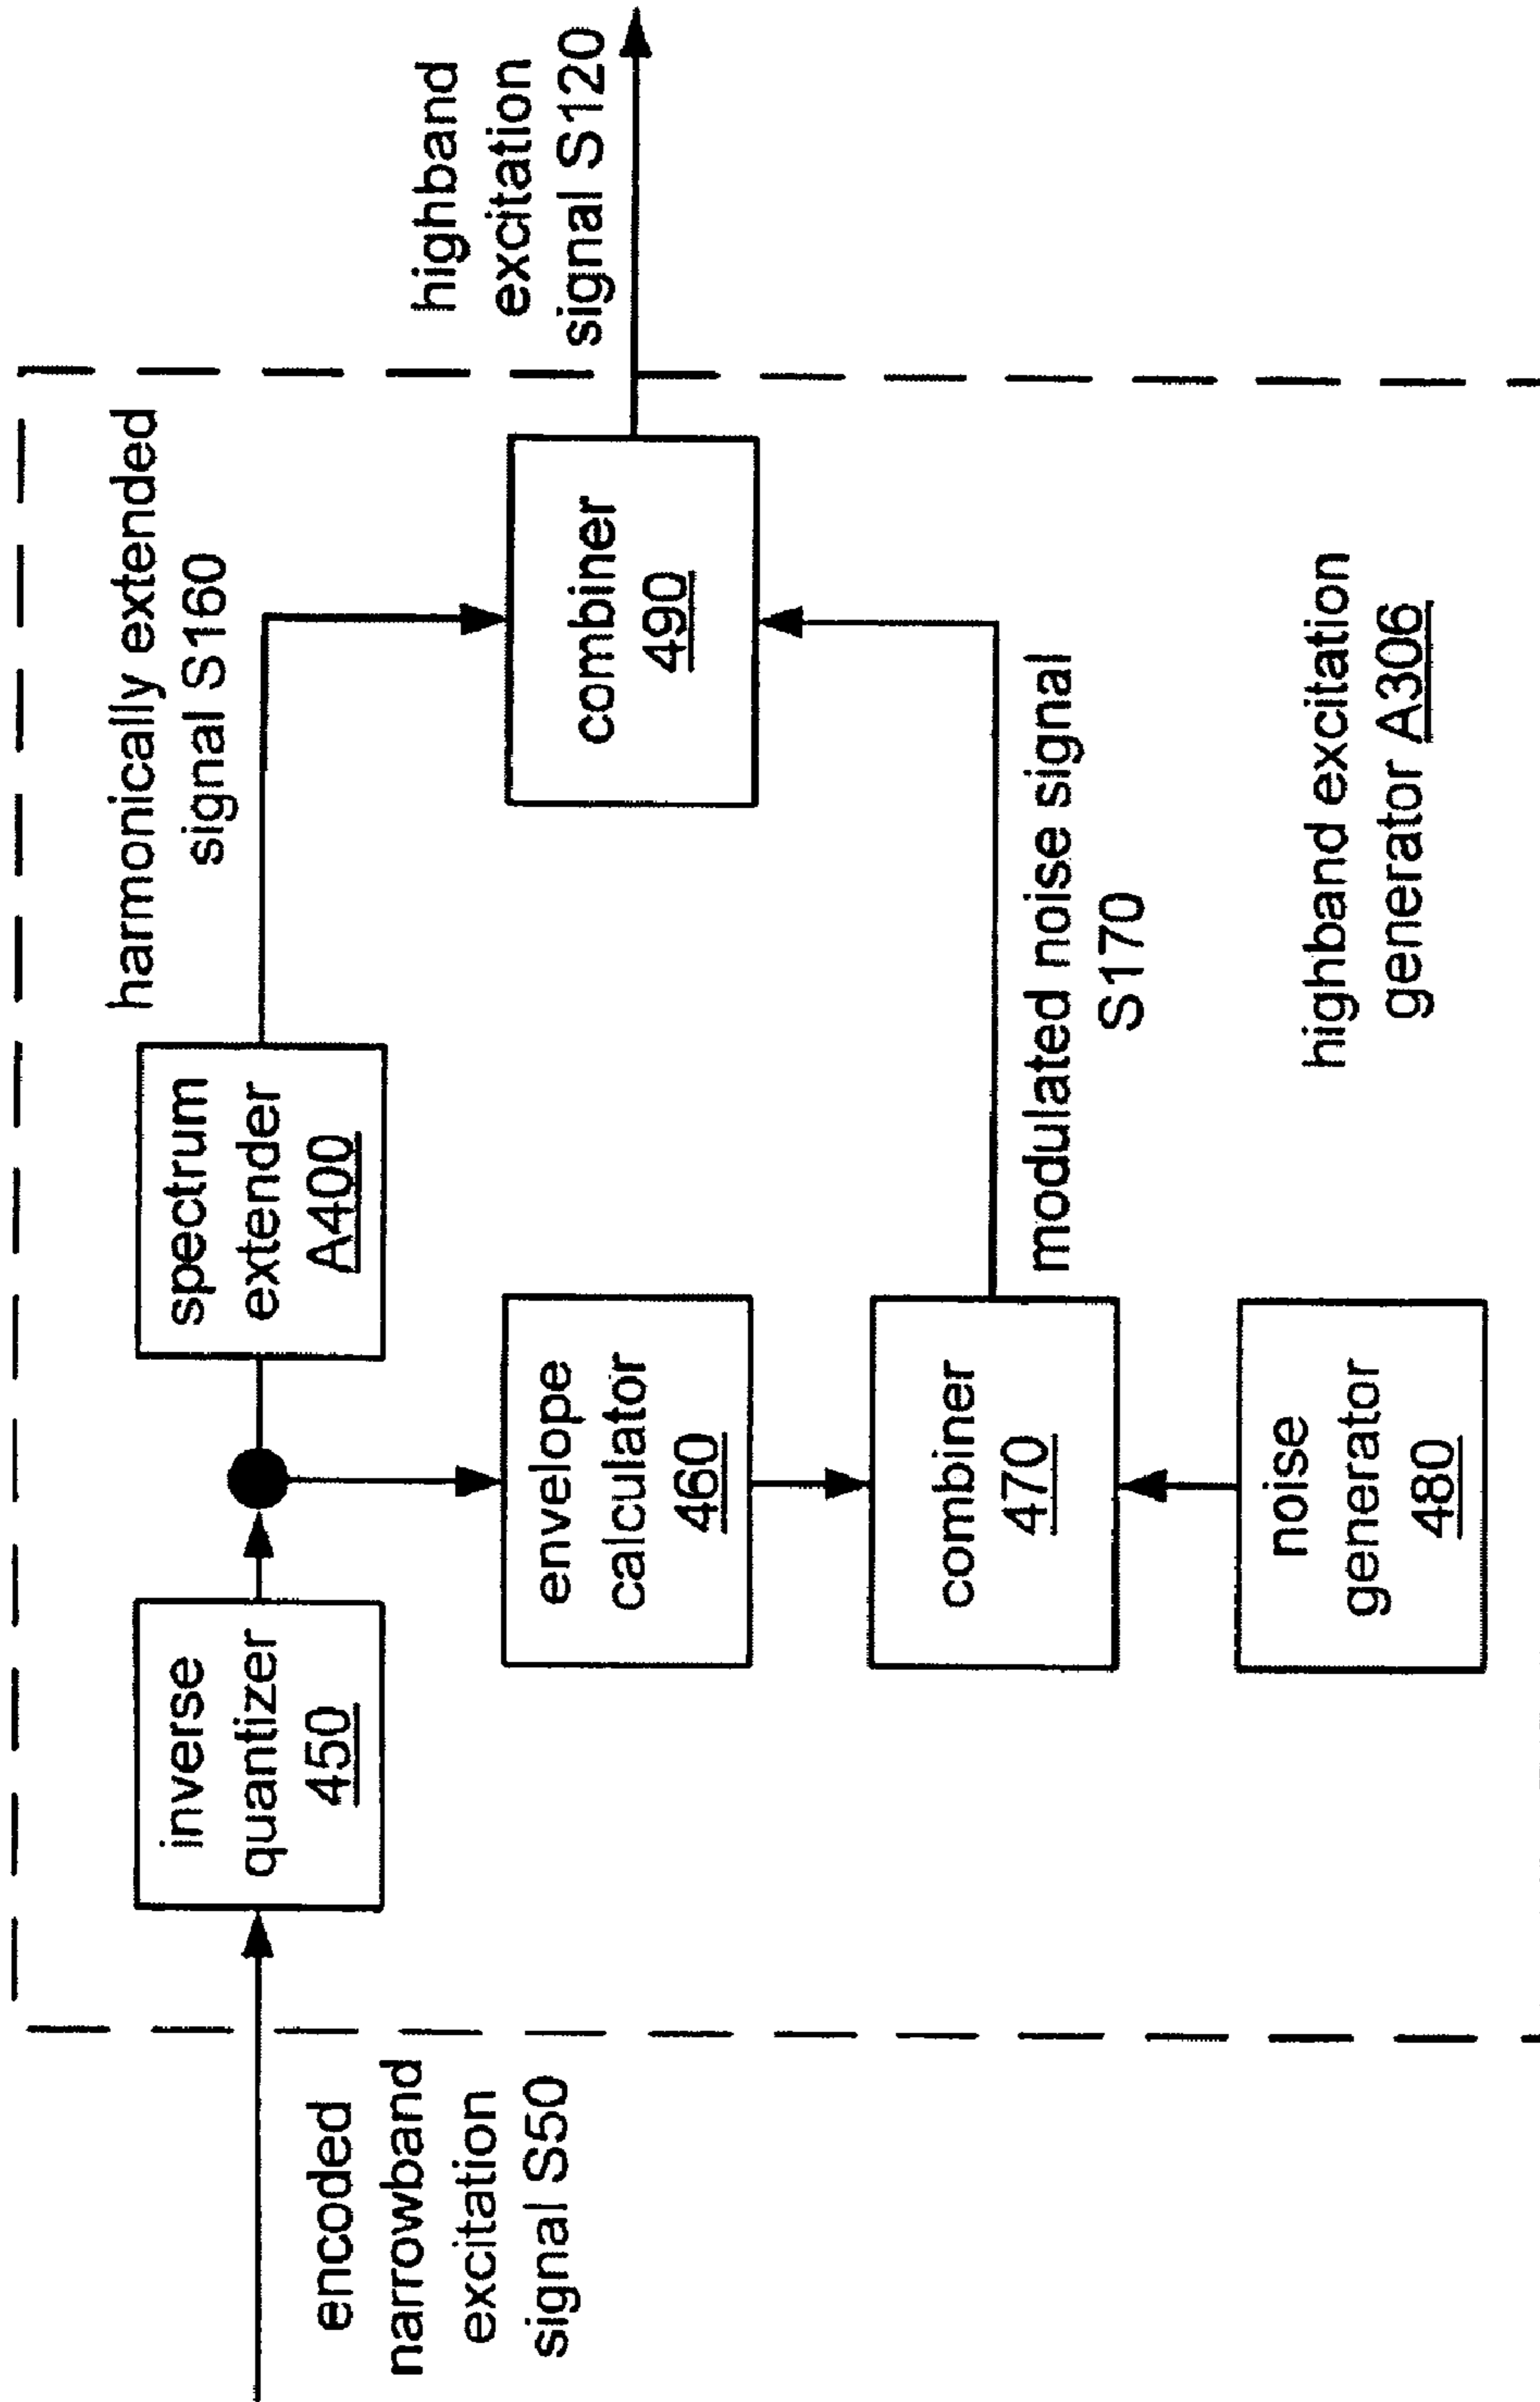 encoded
narrowband
excitation
signal S50
inverse
quantizer
450
spectrum
extender
A400
harmonically extended
signal S160
envelope
calculator
460
combiner
470
noise
generator
480
modulated noise signal
S170
combiner
490
highband
excitation
signal S120
highband excitation
generator A306